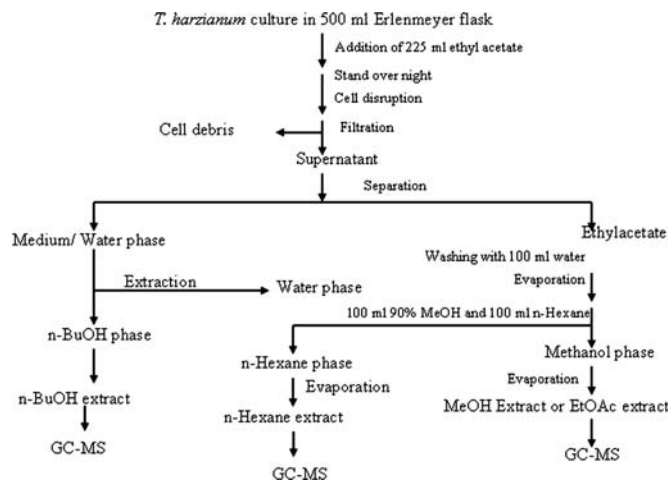 T. harzianum culture in 500 ml Erlenmeyer flask
Addition of 225 ml ethyl acetate
Stand over night
Cell disruption
Cell debris
Filtration
Supernatant
Separation
Medium/ Water phase
Ethylacetate
Washing with 100 ml water
Extraction
Water phase
Evaporation
100 ml 90% MeOH and 100 ml n-Hexane
n-BuOH phase
n-Hexane phase
Methanol phase
Evaporation
Evaporation
n-BuOH extract
n-Hexane extract
MeOH Extract or EtOAc extract
GC-MS
GC-MS
GC-MS